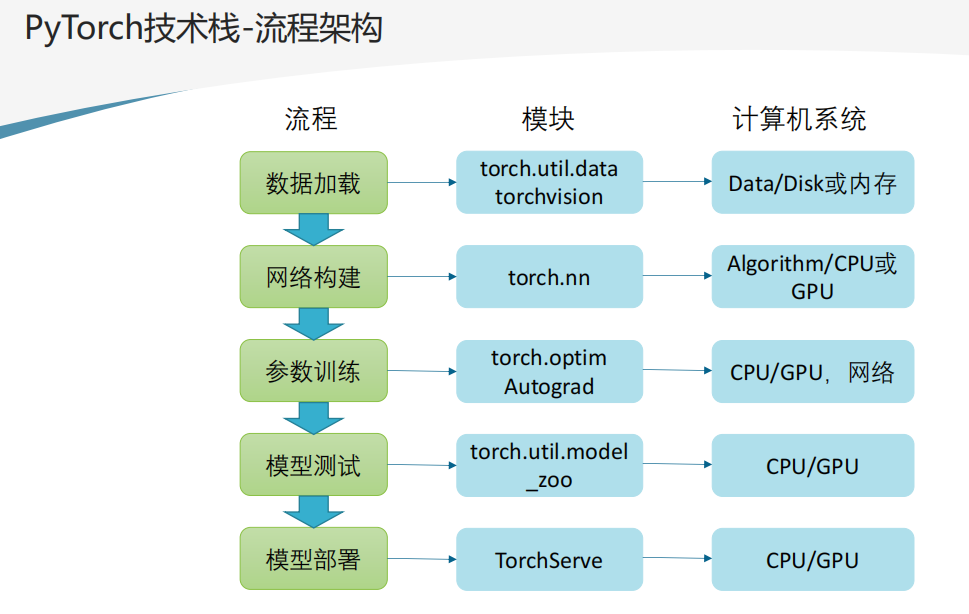 PyTorch技术栈-流程架构
流程
模块
计算机系统
数据加载
torch.util.data
torchvision
Data/Disk或内存
网络构建
torch.nn
Algorithm/CPU或
GPU
参数训练
torch.optim
Autograd
CPU/GPU，网络
模型测试
torch.util.model
_zoo
CPU/GPU
模型部署
TorchServe
CPU/GPU